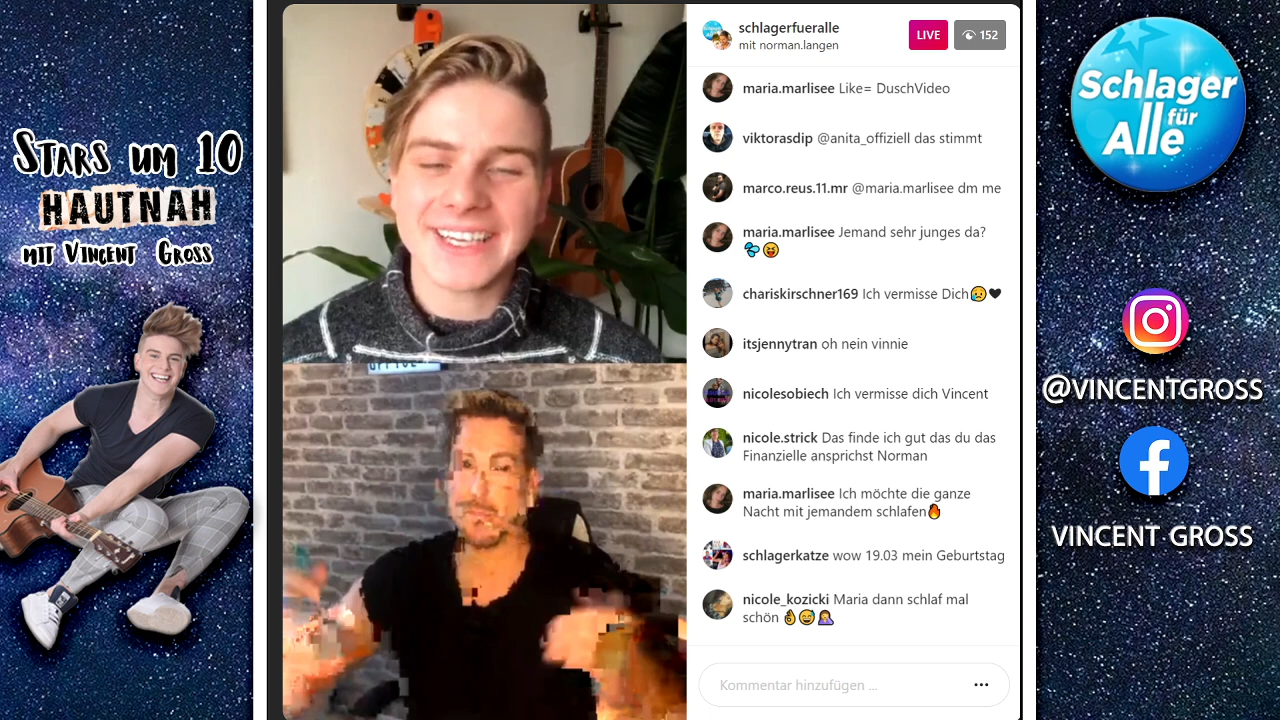 STARS UM 10
HAUTNAH
MIT VINCENT GROSS
schlagerfueralle
mit norman.langen
LIVE
152
maria.marlisee Like= DuschVideo
viktorasdip @anita_offiziell das stimmt
marco.reus.11.mr @maria.marlisee dm me
maria.marlisee Jemand sehr junges da?
💦😝
chariskirschner169 Ich vermisse Dich😥🖤
itsjennytran oh nein vinnie
nicolesobiech Ich vermisse dich Vincent
nicole.strick Das finde ich gut das du das
Finanzielle ansprichst Norman
maria.marlisee Ich möchte die ganze
Nacht mit jemandem schlafen🔥
schlagerkatze wow 19.03 mein Geburtstag
nicole_kozicki Maria dann schlaf mal
schön 👌😅🤦‍♀️
Kommentar hinzufügen ...
Schlager
für
Alle
@VINCENTGROSS
VINCENT GROSS